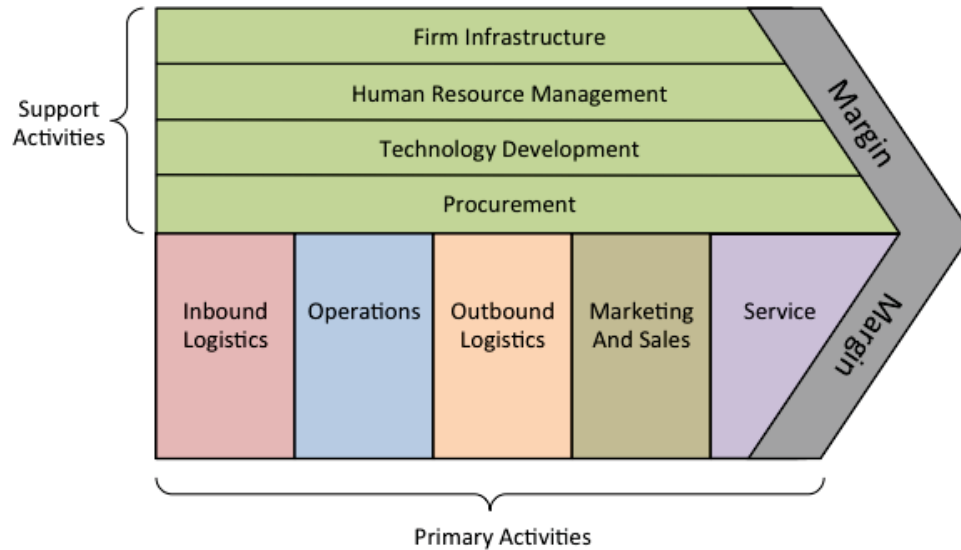 Firm Infrastructure
Human Resource Management
Technology Development
Procurement
Support
Activities
Margin
Inbound
Logistics
Operations
Outbound
Logistics
Marketing
And Sales
Service
Margin
Primary Activities